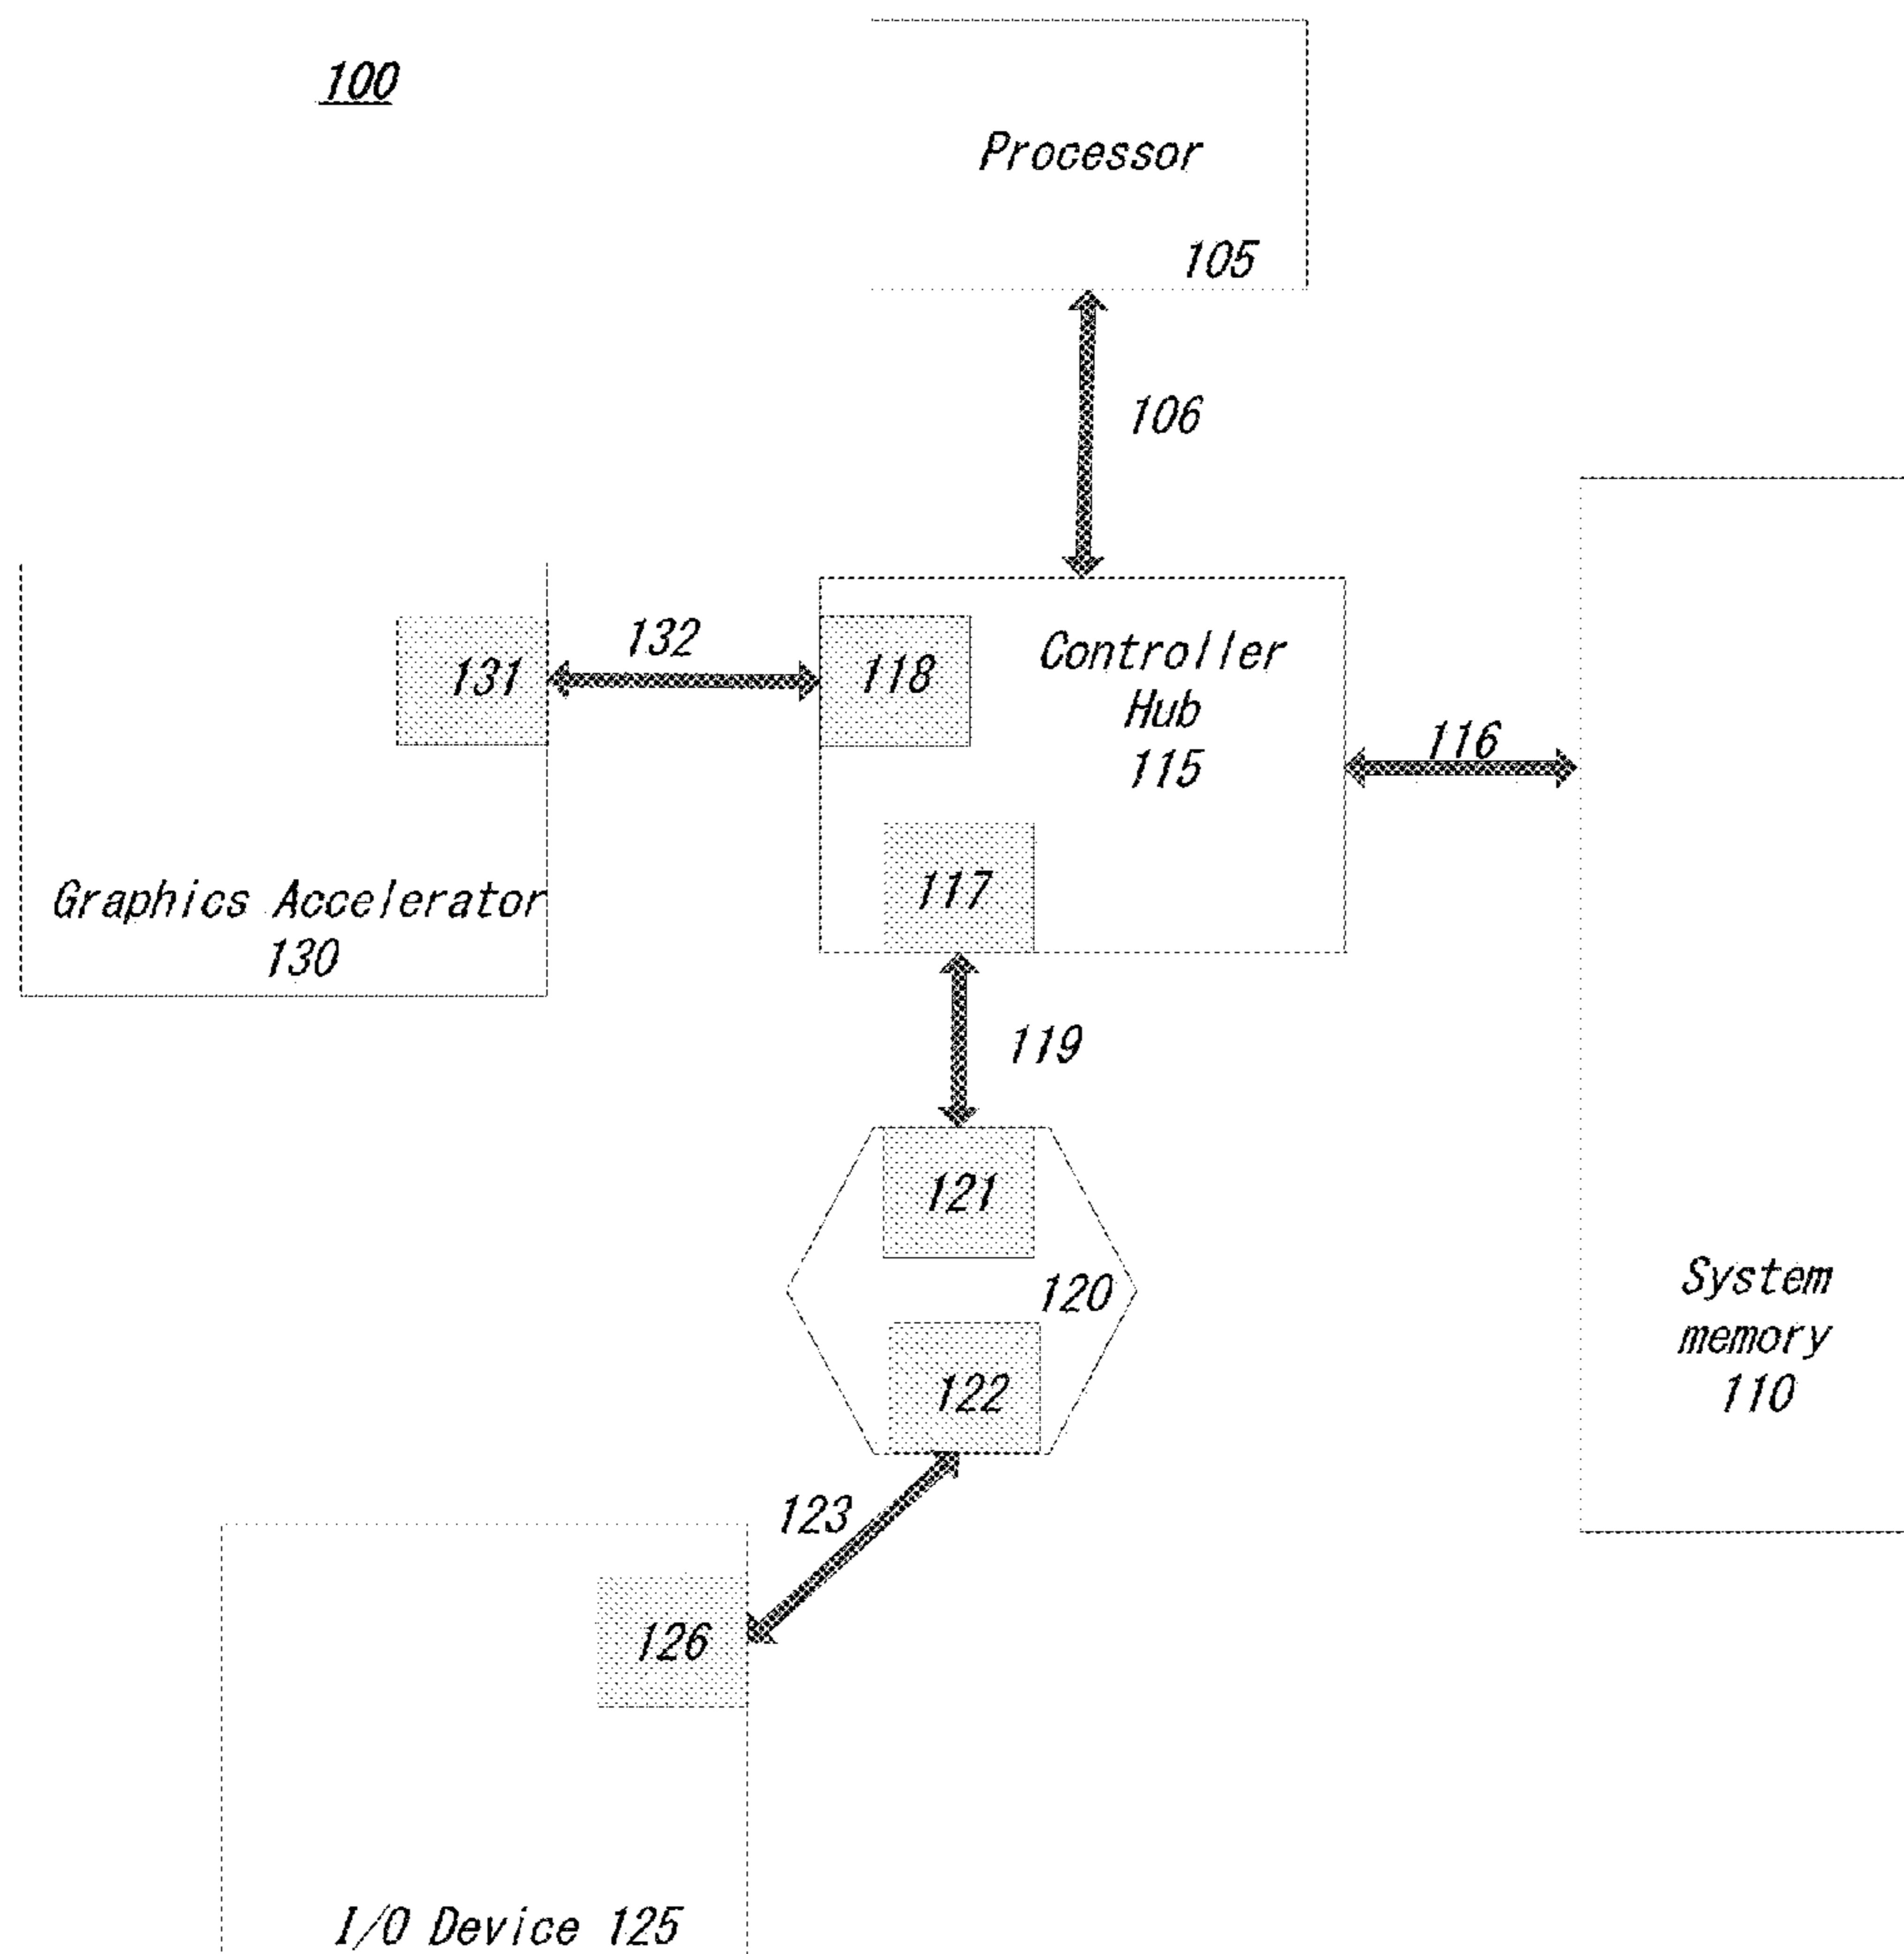 100
Processor
105
106
132
131
118
Controller
Hub
115
116
117
Graphics Accelerator
130
119
121
120
122
System
memory
110
123
126
I/O Device 125